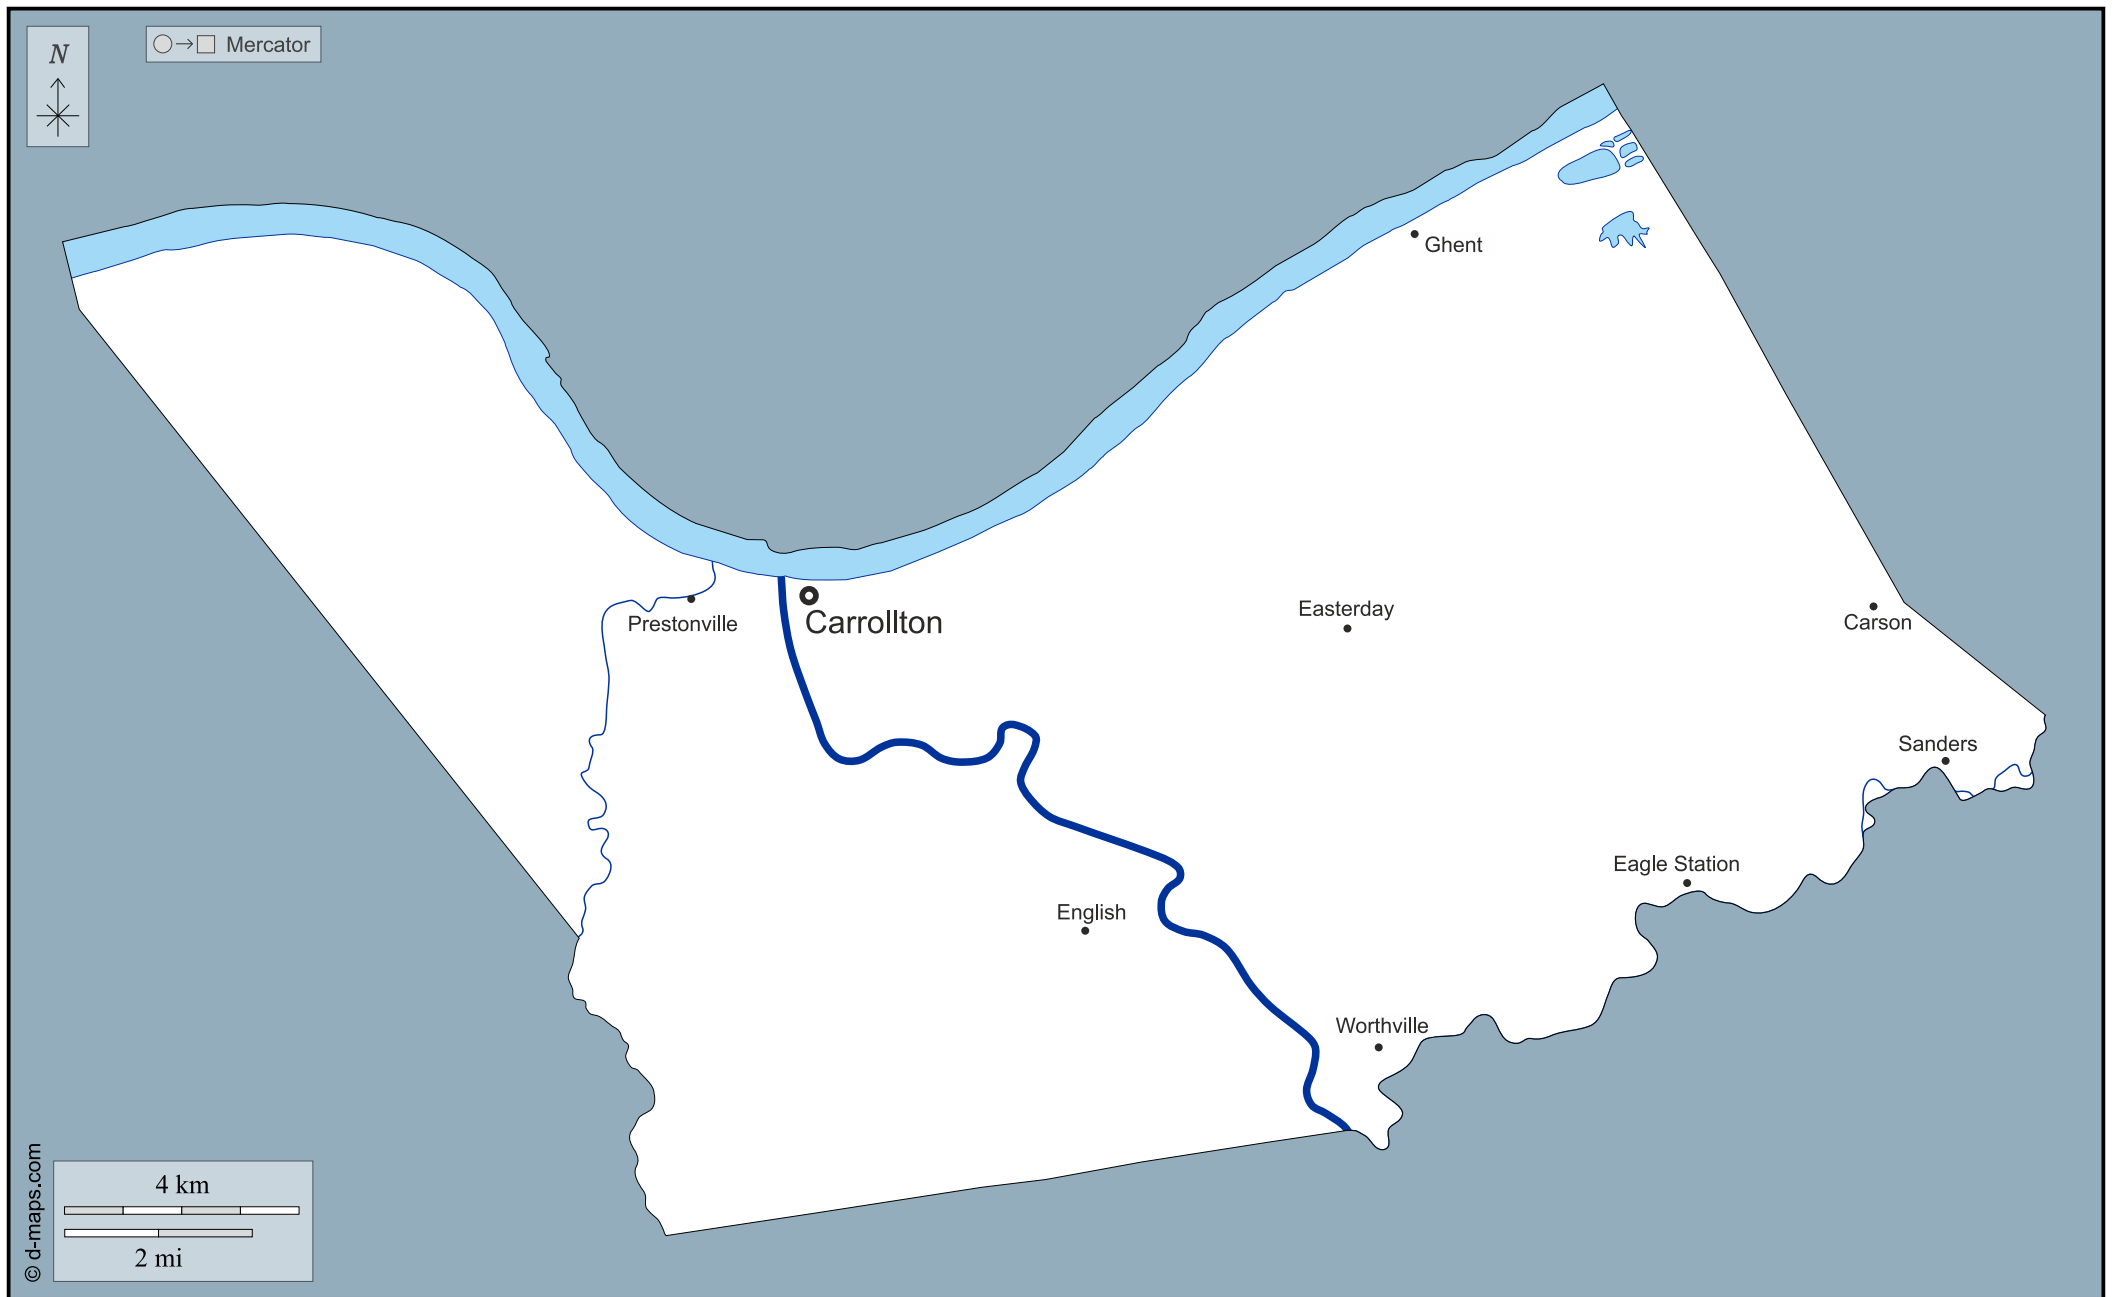 N
Mercator
Ghent
Prestonville
Carrollton
Easterday
Carson
Sanders
Eagle Station
English
Worthville
4 km
2 mi
© d-maps.com